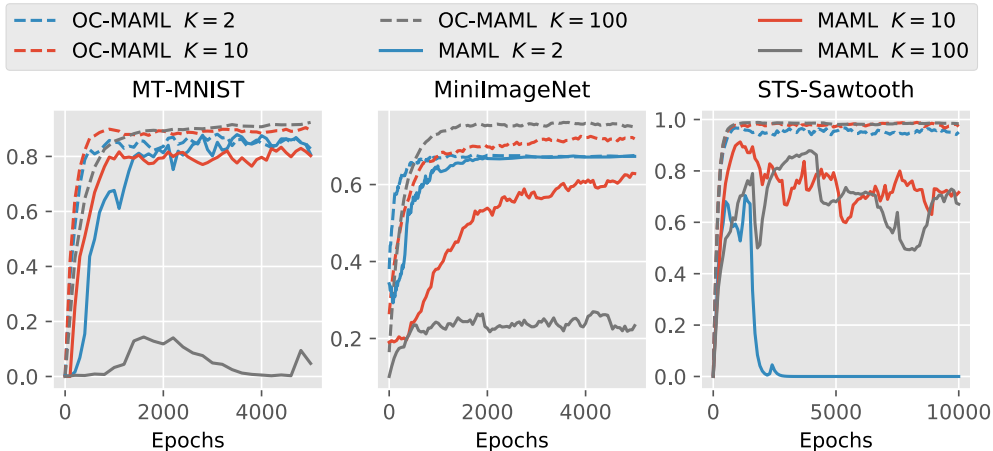 OC-MAML K = 2
OC-MAML K = 100
MAML K = 10
OC-MAML K = 10
MAML K = 2
MAML K = 100
MT-MNIST
MiniImageNet
STS-Sawtooth
0.8
0.6
0.4
0.2
0.0
0 2000 4000
Epochs
0.6
0.4
0.2
0 2000 4000
Epochs
1.0
0.8
0.6
0.4
0.2
0.0
0 5000 10000
Epochs